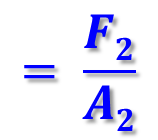 = F₂/A₂